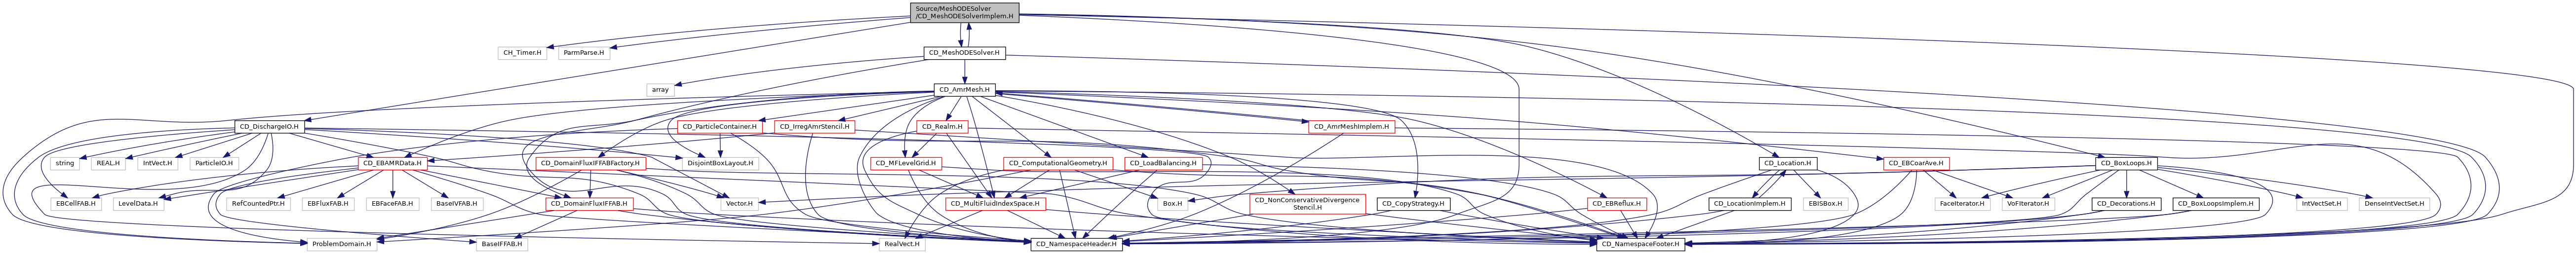 Source/MeshODESolver
/CD_MeshODESolverImplem.H
CH_Timer.H
ParmParse.H
CD_MeshODESolver.H
array
CD_AmrMesh.H
CD_DischargeIO.H
CD_ParticleContainer.H
CD_IrregAmrStencil.H
CD_Realm.H
CD_AmrMeshImplem.H
string
REAL.H
IntVect.H
ParticleIO.H
CD_EBAMRData.H
CD_DomainFluxIFFABFactory.H
DisjointBoxLayout.H
CD_MFLevelGrid.H
CD_ComputationalGeometry.H
CD_LoadBalancing.H
CD_Location.H
CD_EBCoarAve.H
CD_BoxLoops.H
EBCellFAB.H
LevelData.H
RefCountedPtr.H
EBFluxFAB.H
EBFaceFAB.H
BaseIVFAB.H
CD_DomainFluxIFFAB.H
Vector.H
CD_MultiFluidIndexSpace.H
Box.H
CD_NonConservativeDivergence
Stencil.H
CD_CopyStrategy.H
CD_EBReflux.H
CD_LocationImplem.H
EBISBox.H
FaceIterator.H
VoFIterator.H
CD_Decorations.H
CD_BoxLoopsImplem.H
IntVectSet.H
DenseIntVectSet.H
ProblemDomain.H
BaseIFFAB.H
RealVect.H
CD_NamespaceHeader.H
CD_NamespaceFooter.H